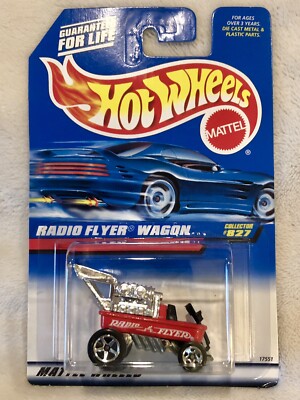 GUARANTEED
FOR LIFE
FOR AGES
OVER 3 YEARS.
DIE CAST METAL &
PLASTIC PARTS.
Hot Wheels
MATTEL
RADIO FLYER® WAGON
COLLECTOR
#827
RADIO FLYER
17551